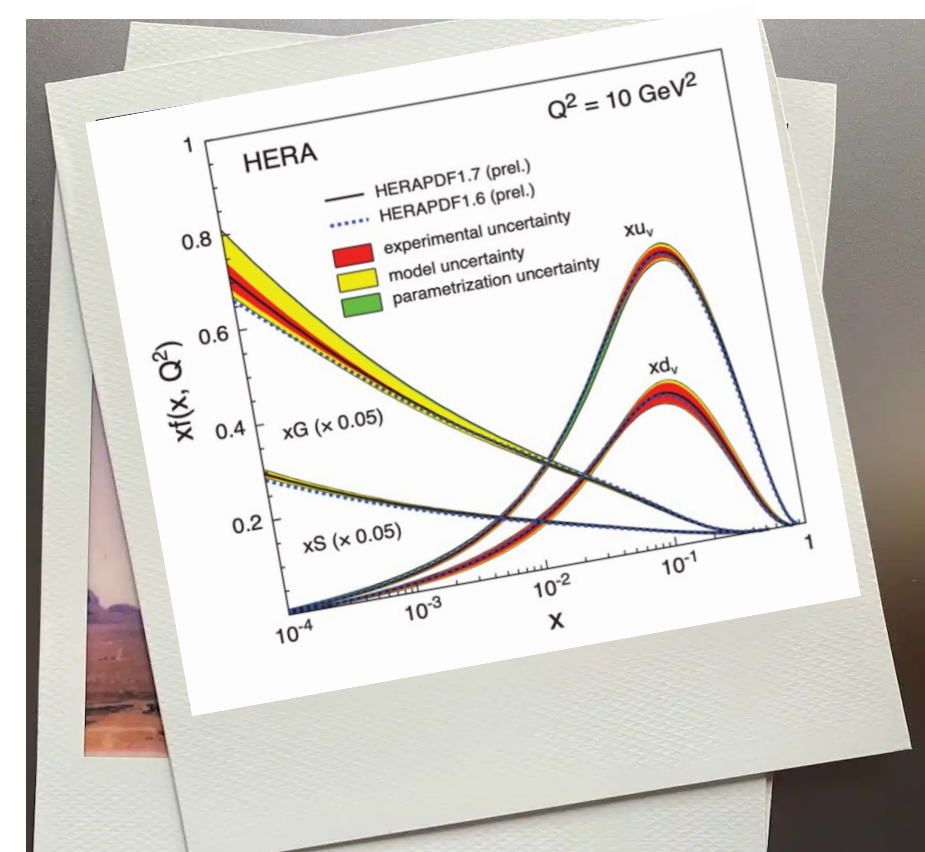 Q² = 10 GeV²
1
HERA
HERAPDF1.7 (prel.)
HERAPDF1.6 (prel.)
experimental uncertainty
model uncertainty
parametrization uncertainty
0.8
0.6
0.4
0.2
xf(x, Q²)
xuᵥ
xdᵥ
xG (× 0.05)
xS (× 0.05)
10⁻⁴
10⁻³
10⁻²
10⁻¹
1
x